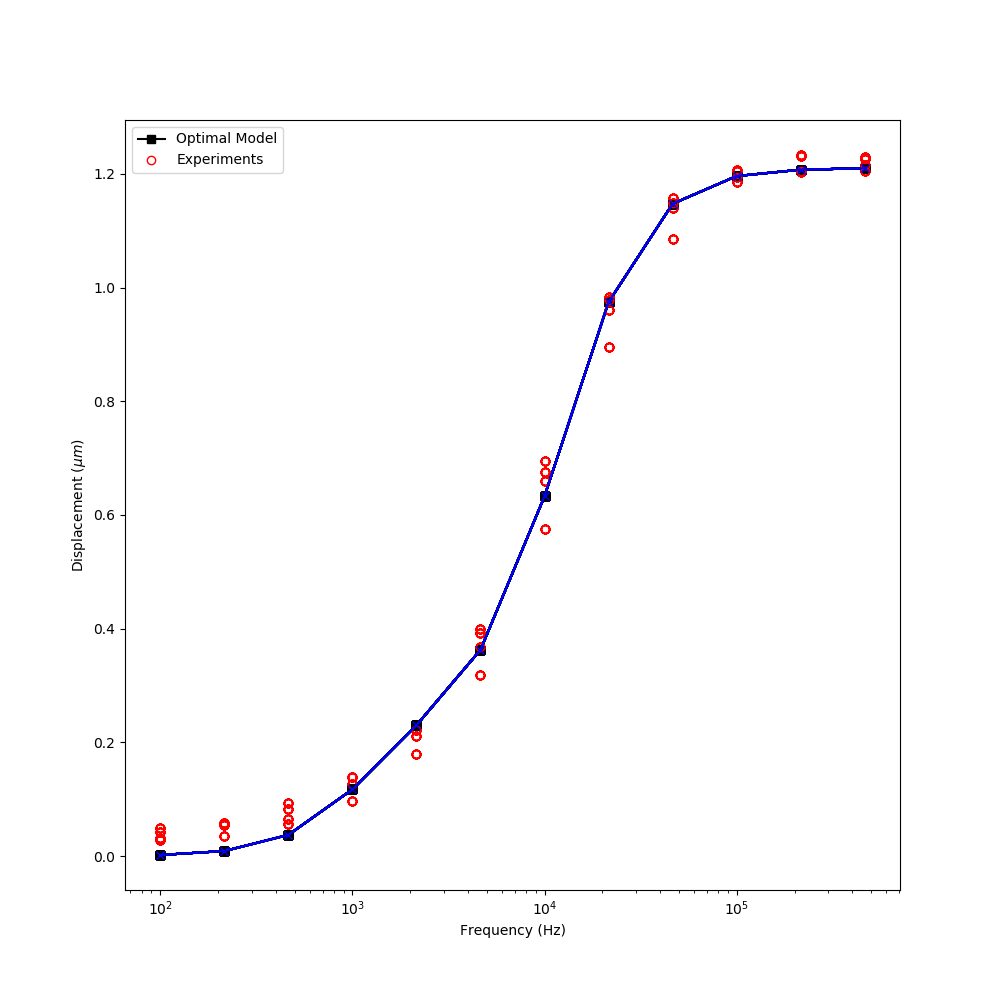 Optimal Model
Experiments
1.2
1.0
0.8
0.6
0.4
0.2
0.0
Displacement (μm)
10² 10³ 10⁴ 10⁵
Frequency (Hz)